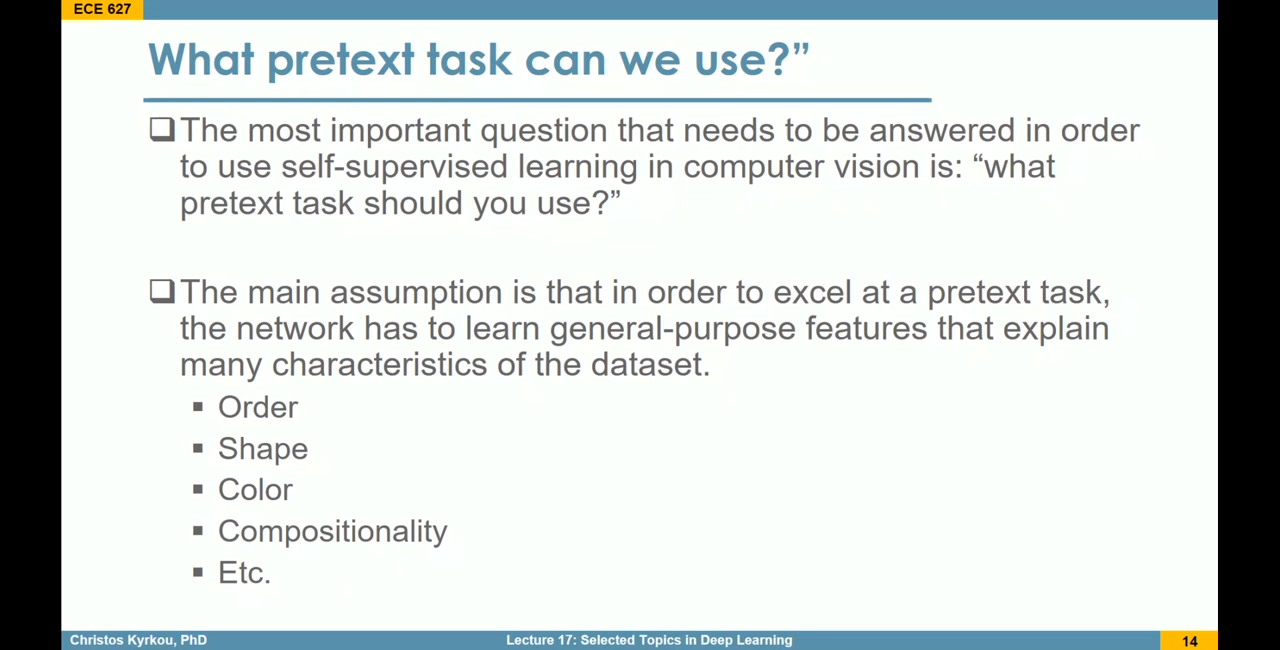 ECE 627
What pretext task can we use?”
❑The most important question that needs to be answered in order
to use self-supervised learning in computer vision is: “what
pretext task should you use?”
❑The main assumption is that in order to excel at a pretext task,
the network has to learn general-purpose features that explain
many characteristics of the dataset.
▪ Order
▪ Shape
▪ Color
▪ Compositionality
▪ Etc.
Christos Kyrkou, PhD
Lecture 17: Selected Topics in Deep Learning
14